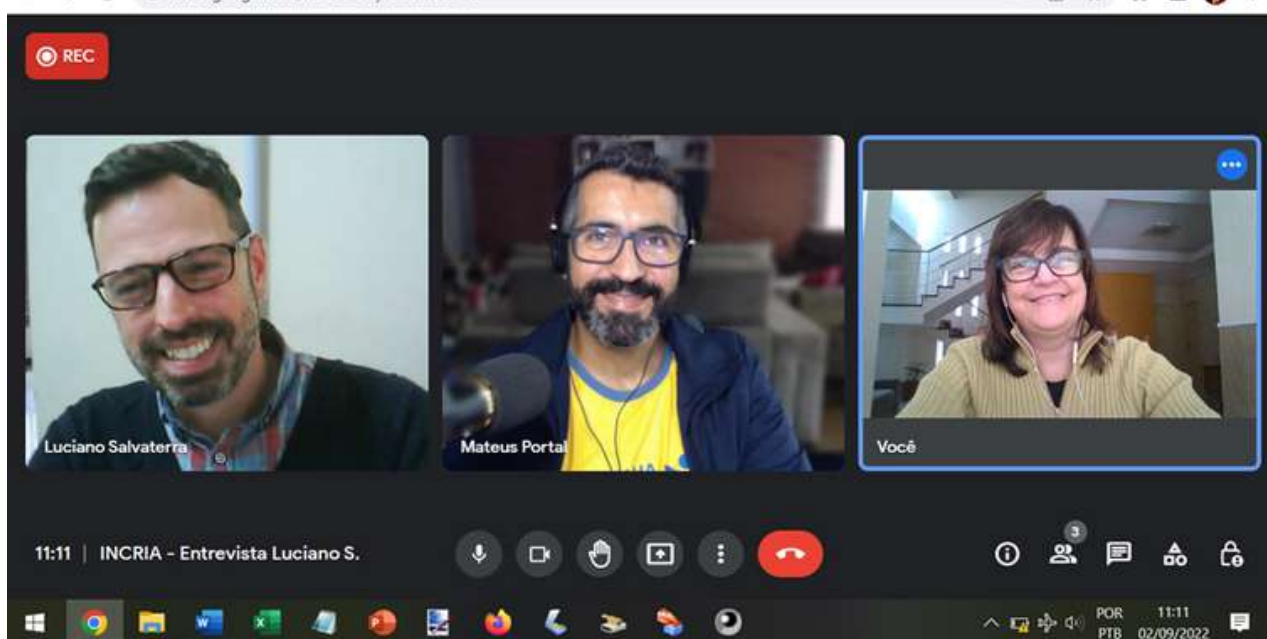 REC
Luciano Salvaterra
Mateus Portal
Você
3
11:11 | INCRIA - Entrevista Luciano S.
POR
11:11
PTB
02/09/2022